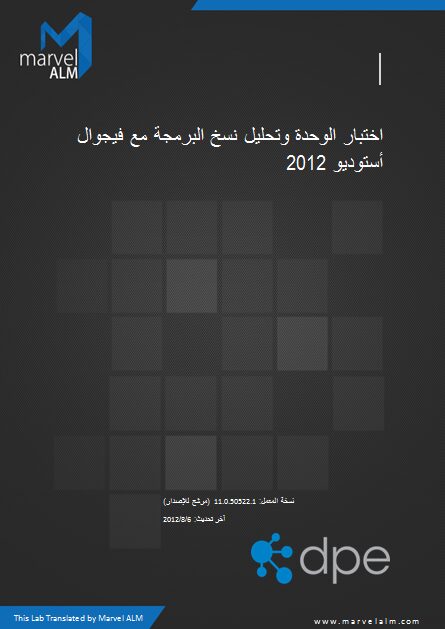 marvel
ALM
اختبار الوحدة وتحليل نسخ البرمجة مع فيجوال
أستوديو 2012
نسخة المعمل: 11.0.50522.1 (مرشح للإصدار)
آخر تحديث: 2012/8/6
dpe
This Lab Translated by Marvel ALM
www.marvelalm.com